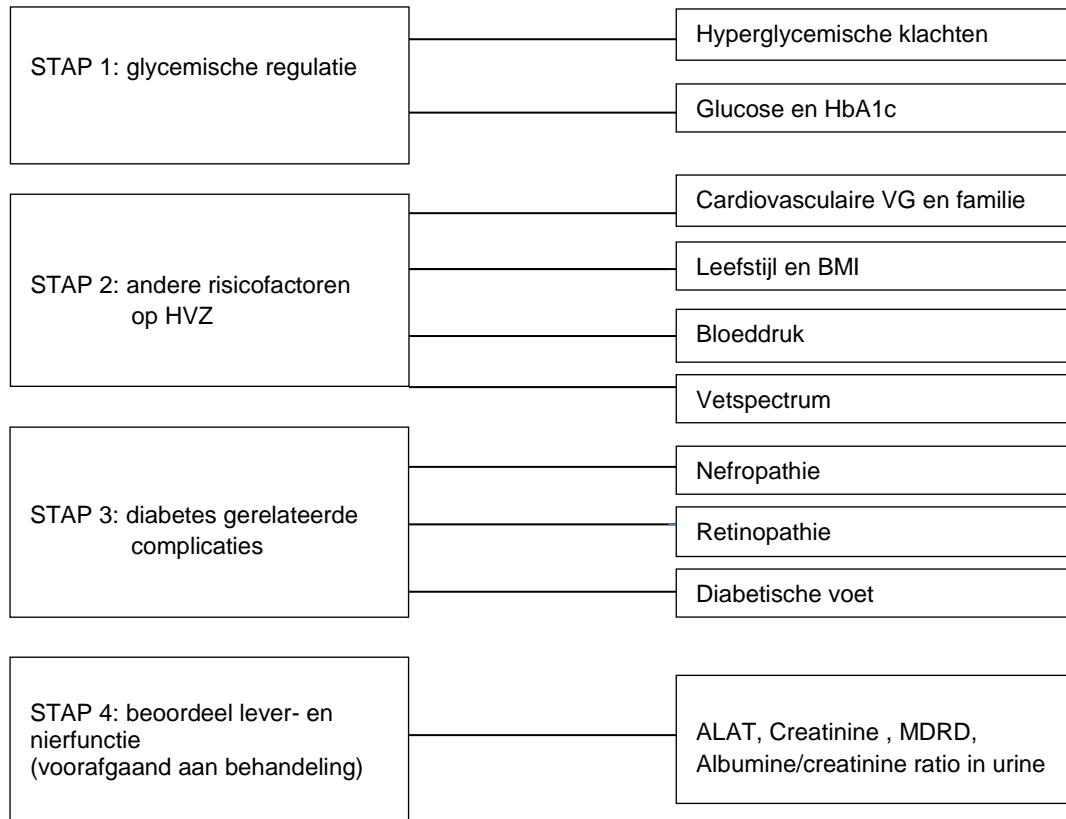 STAP 1: glycemische regulatie
Hyperglycemische klachten
Glucose en HbA1c
STAP 2: andere risicofactoren
op HVZ
Cardiovasculaire VG en familie
Leefstijl en BMI
Bloeddruk
Vetspectrum
STAP 3: diabetes gerelateerde
complicaties
Nefropathie
Retinopathie
Diabetische voet
STAP 4: beoordeel lever- en
nierfunctie
(voorafgaand aan behandeling)
ALAT, Creatinine , MDRD,
Albumine/creatinine ratio in urine